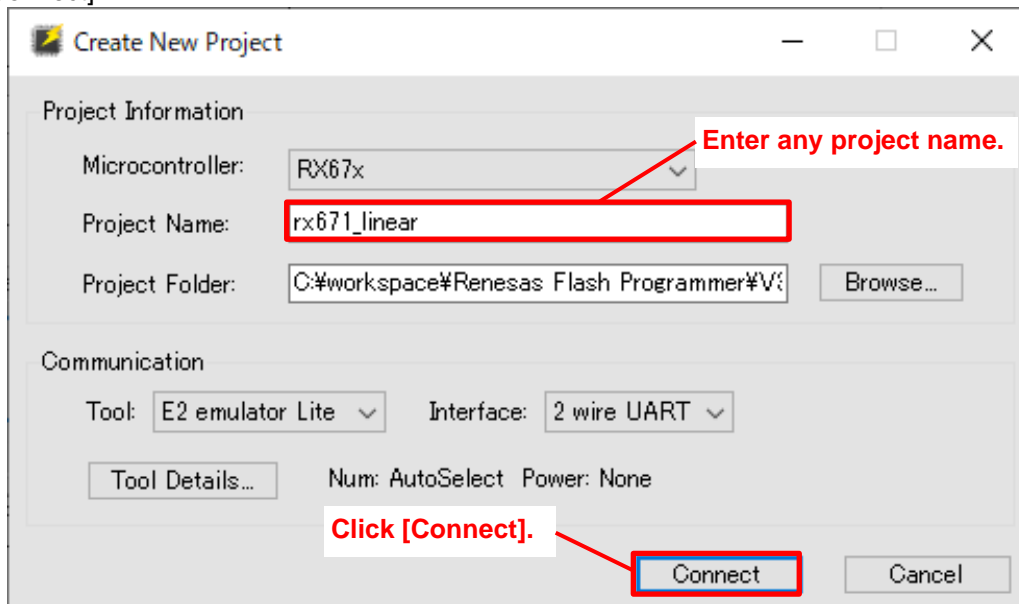 Create New Project
Project Information
Enter any project name.
Microcontroller: RX67x
Project Name: rx671_linear
Project Folder: C:¥workspace¥Renesas Flash Programmer¥V Browse...
Communication
Tool: E2 emulator Lite Interface: 2 wire UART
Tool Details... Num: AutoSelect Power: None
Click [Connect].
Connect Cancel